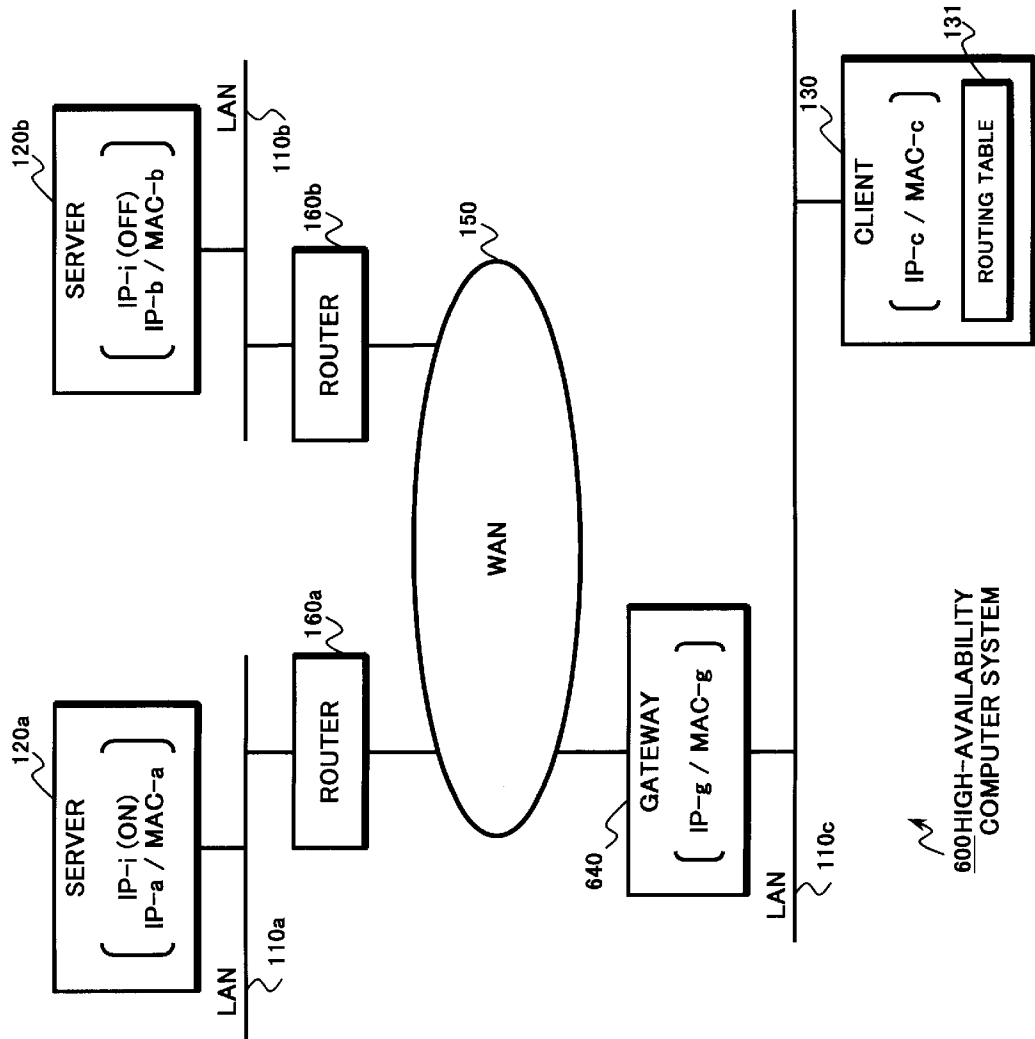 120a
SERVER
IP-i (ON)
IP-a / MAC-a
LAN
110a
160a
ROUTER
120b
SERVER
IP-i (OFF)
IP-b / MAC-b
LAN
110b
160b
ROUTER
150
WAN
640
GATEWAY
IP-g / MAC-g
LAN
110c
130
CLIENT
IP-c / MAC-c
ROUTING TABLE
131
600 HIGH-AVAILABILITY
COMPUTER SYSTEM